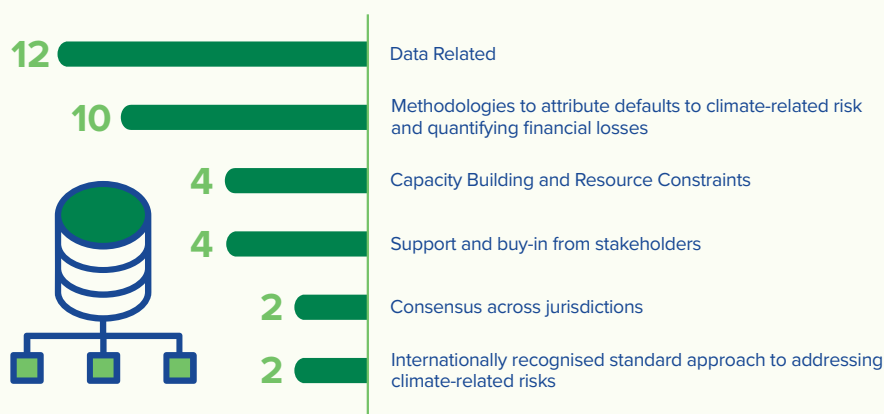 12 Data Related
10 Methodologies to attribute defaults to climate-related risk
and quantifying financial losses
4 Capacity Building and Resource Constraints
4 Support and buy-in from stakeholders
2 Consensus across jurisdictions
2 Internationally recognised standard approach to addressing
climate-related risks